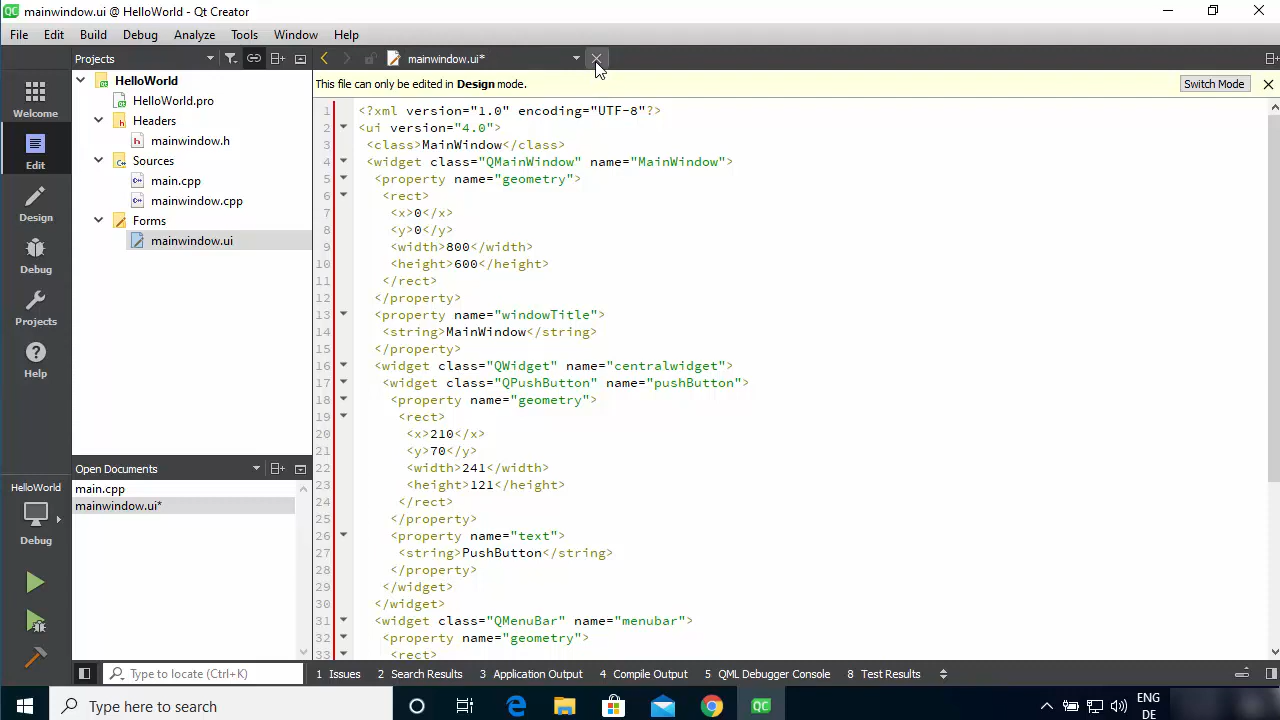 mainwindow.ui @ HelloWorld - Qt Creator
File Edit Build Debug Analyze Tools Window Help
Projects
mainwindow.ui*
This file can only be edited in Design mode.
Switch Mode
Welcome
Edit
Design
Debug
Projects
Help
HelloWorld
HelloWorld.pro
Headers
mainwindow.h
Sources
main.cpp
mainwindow.cpp
Forms
mainwindow.ui
Open Documents
main.cpp
mainwindow.ui*
HelloWorld
Debug
1 <?xml version="1.0" encoding="UTF-8"?>
2 <ui version="4.0">
3 <class>MainWindow</class>
4 <widget class="QMainWindow" name="MainWindow">
5 <property name="geometry">
6 <rect>
7 <x>0</x>
8 <y>0</y>
9 <width>800</width>
10 <height>600</height>
11 </rect>
12 </property>
13 <property name="windowTitle">
14 <string>MainWindow</string>
15 </property>
16 <widget class="QWidget" name="centralwidget">
17 <widget class="QPushButton" name="pushButton">
18 <property name="geometry">
19 <rect>
20 <x>210</x>
21 <y>70</y>
22 <width>241</width>
23 <height>121</height>
24 </rect>
25 </property>
26 <property name="text">
27 <string>PushButton</string>
28 </property>
29 </widget>
30 </widget>
31 <widget class="QMenuBar" name="menubar">
32 <property name="geometry">
33 <rect>
Type to locate (Ctrl+K)
1 Issues 2 Search Results 3 Application Output 4 Compile Output 5 QML Debugger Console 8 Test Results
QC
Type here to search
ENG
DE